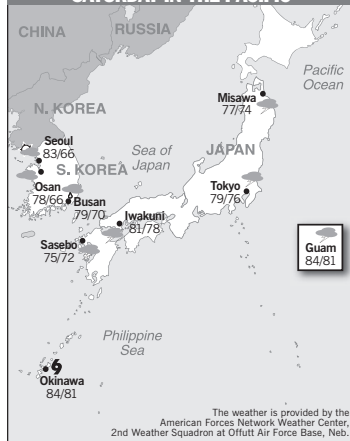 SATURDAY IN THE PACIFIC
CHINA
RUSSIA
Pacific
Ocean
N. KOREA
Misawa
77/74
Seoul
83/66
Sea of
Japan
JAPAN
S. KOREA
Osan
78/66
Busan
79/70
Tokyo
79/76
Iwakuni
81/78
Sasebo
75/72
Guam
84/81
Philippine
Sea
Okinawa
84/81
The weather is provided by the
American Forces Network Weather Center,
2nd Weather Squadron at Offutt Air Force Base, Neb.